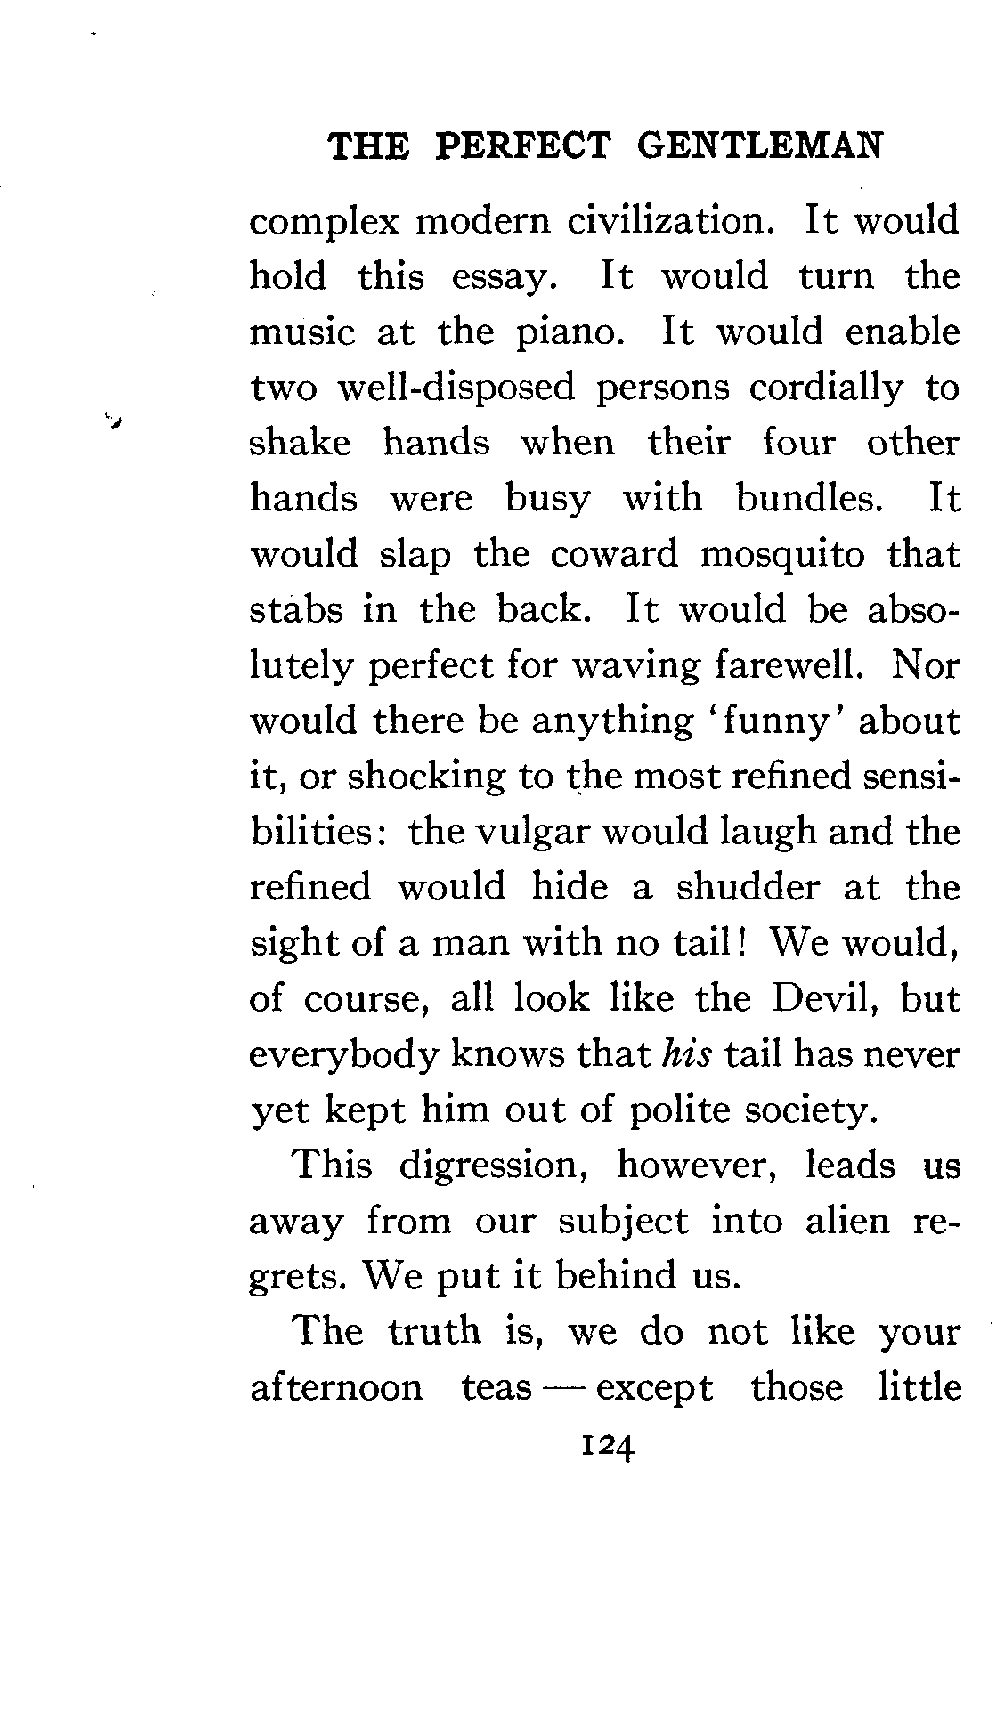 THE PERFECT GENTLEMAN
complex modern civilization. It would
hold this essay. It would turn the
music at the piano. It would enable
two well-disposed persons cordially to
shake hands when their four other
hands were busy with bundles. It
would slap the coward mosquito that
stabs in the back. It would be abso-
lutely perfect for waving farewell. Nor
would there be anything ‘funny’ about
it, or shocking to the most refined sensi-
bilities: the vulgar would laugh and the
refined would hide a shudder at the
sight of a man with no tail! We would,
of course, all look like the Devil, but
everybody knows that his tail has never
yet kept him out of polite society.
This digression, however, leads us
away from our subject into alien re-
grets. We put it behind us.
The truth is, we do not like your
afternoon teas — except those little
124